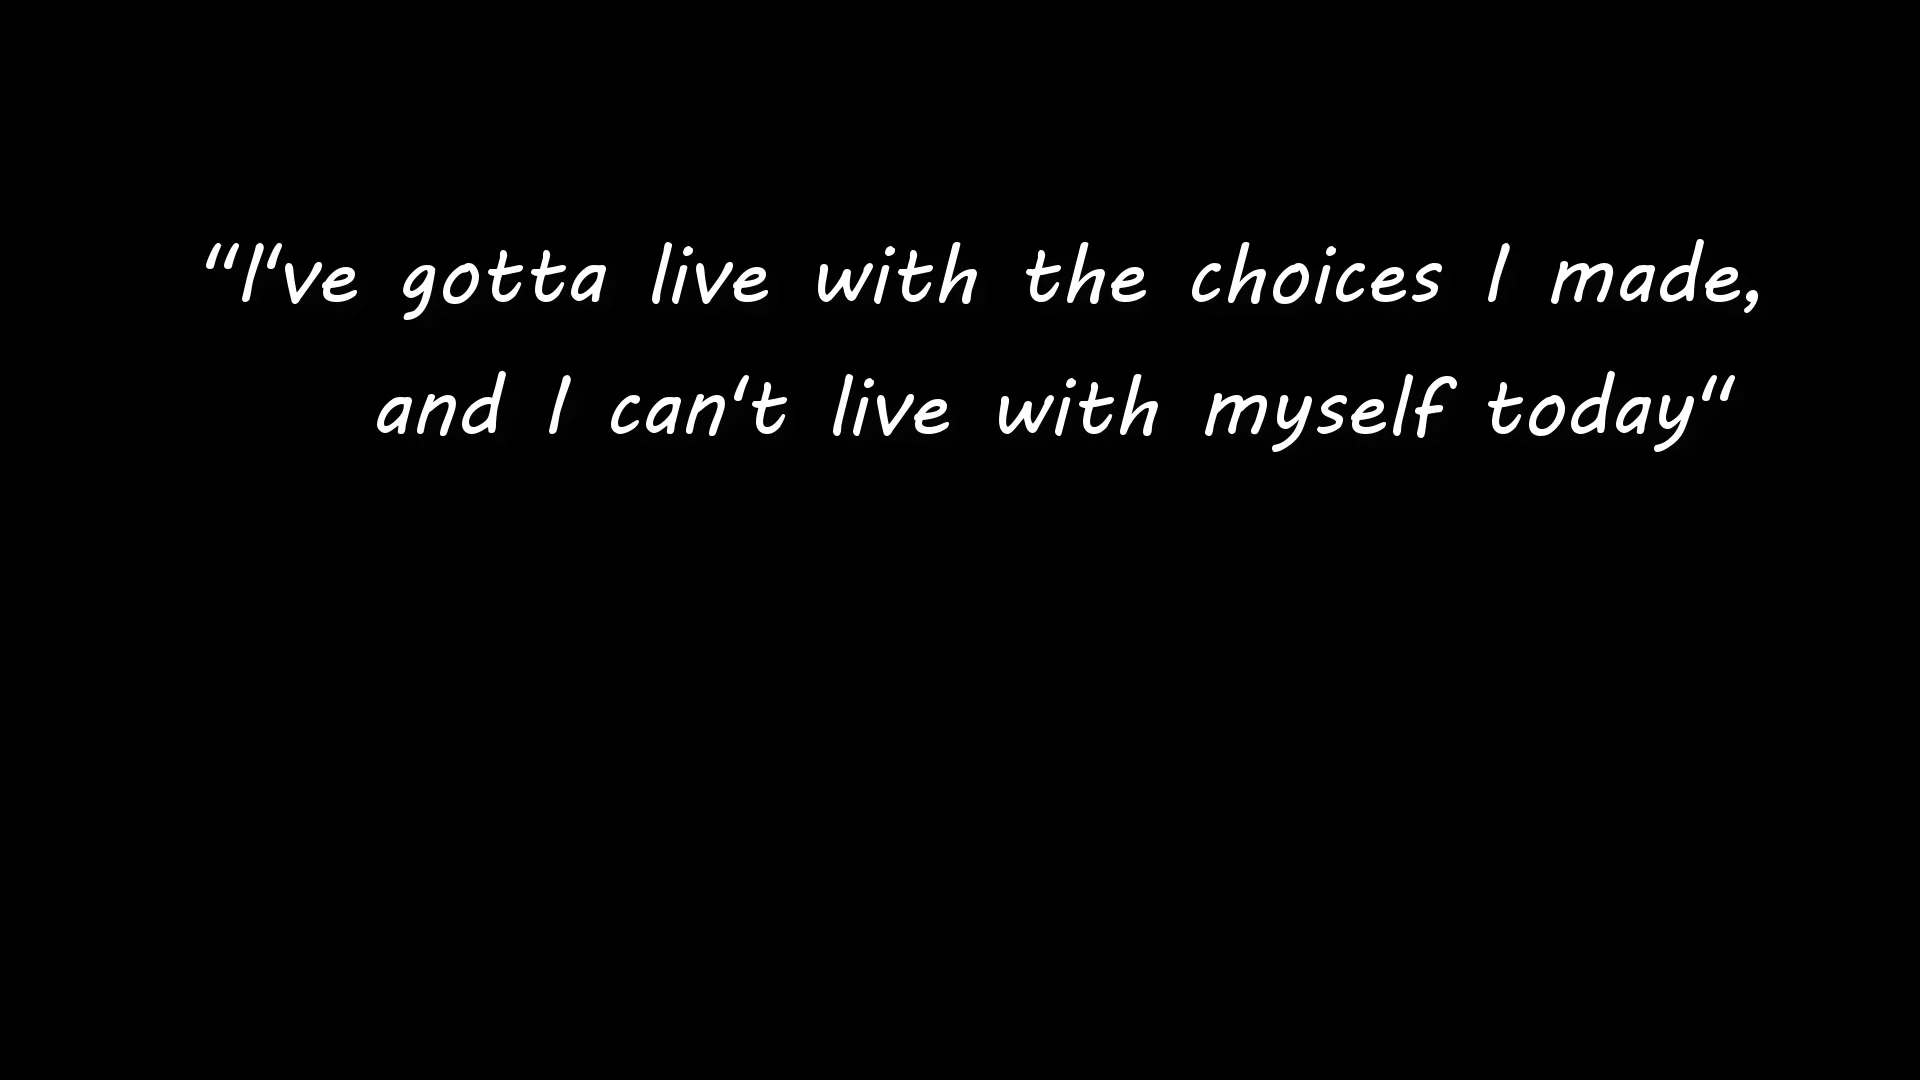 “I‘ve gotta live with the choices I made,
and I can‘t live with myself today“